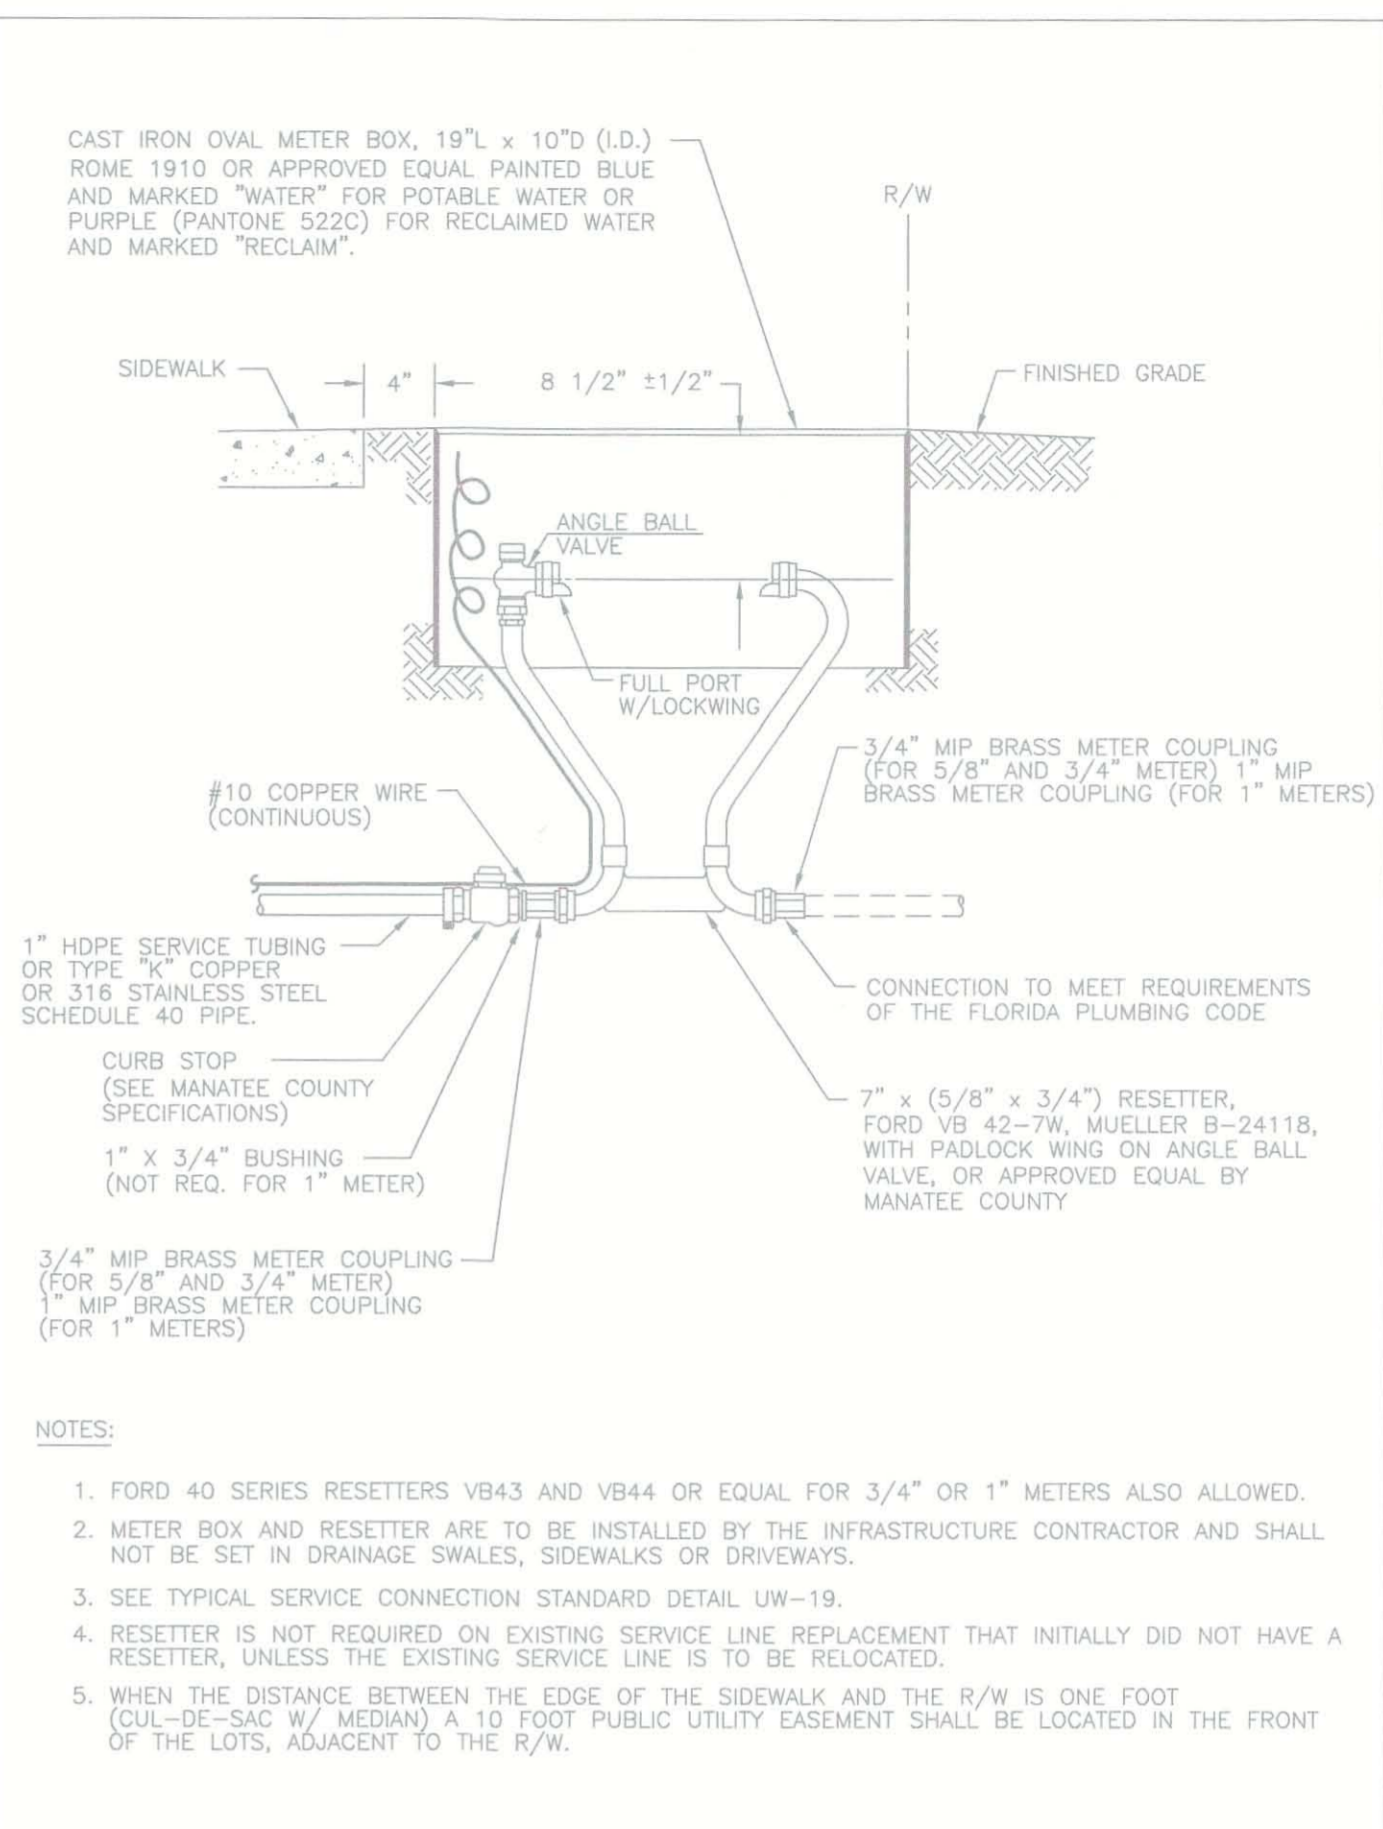 CAST IRON OVAL METER BOX, 19"L x 10"D (I.D.)
ROME 1910 OR APPROVED EQUAL PAINTED BLUE
AND MARKED "WATER" FOR POTABLE WATER OR
PURPLE (PANTONE 522C) FOR RECLAIMED WATER
AND MARKED "RECLAIM".
R/W
SIDEWALK
4"
8 1/2" ±1/2"
FINISHED GRADE
ANGLE BALL
VALVE
FULL PORT
W/LOCKWING
3/4" MIP BRASS METER COUPLING
(FOR 5/8" AND 3/4" METER) 1" MIP
BRASS METER COUPLING (FOR 1" METERS)
#10 COPPER WIRE
(CONTINUOUS)
1" HDPE SERVICE TUBING
OR TYPE "K" COPPER
OR 316 STAINLESS STEEL
SCHEDULE 40 PIPE.
CONNECTION TO MEET REQUIREMENTS
OF THE FLORIDA PLUMBING CODE
CURB STOP
(SEE MANATEE COUNTY
SPECIFICATIONS)
7" x (5/8" x 3/4") RESETTER,
FORD VB 42-7W, MUELLER B-24118,
WITH PADLOCK WING ON ANGLE BALL
VALVE, OR APPROVED EQUAL BY
MANATEE COUNTY
1" X 3/4" BUSHING
(NOT REQ. FOR 1" METER)
3/4" MIP BRASS METER COUPLING
(FOR 5/8" AND 3/4" METER)
1" MIP BRASS METER COUPLING
(FOR 1" METERS)
NOTES:
1. FORD 40 SERIES RESETTERS VB43 AND VB44 OR EQUAL FOR 3/4" OR 1" METERS ALSO ALLOWED.
2. METER BOX AND RESETTER ARE TO BE INSTALLED BY THE INFRASTRUCTURE CONTRACTOR AND SHALL
NOT BE SET IN DRAINAGE SWALES, SIDEWALKS OR DRIVEWAYS.
3. SEE TYPICAL SERVICE CONNECTION STANDARD DETAIL UW-19.
4. RESETTER IS NOT REQUIRED ON EXISTING SERVICE LINE REPLACEMENT THAT INITIALLY DID NOT HAVE A
RESETTER, UNLESS THE EXISTING SERVICE LINE IS TO BE RELOCATED.
5. WHEN THE DISTANCE BETWEEN THE EDGE OF THE SIDEWALK AND THE R/W IS ONE FOOT
(CUL-DE-SAC W/ MEDIAN) A 10 FOOT PUBLIC UTILITY EASEMENT SHALL BE LOCATED IN THE FRONT
OF THE LOTS, ADJACENT TO THE R/W.